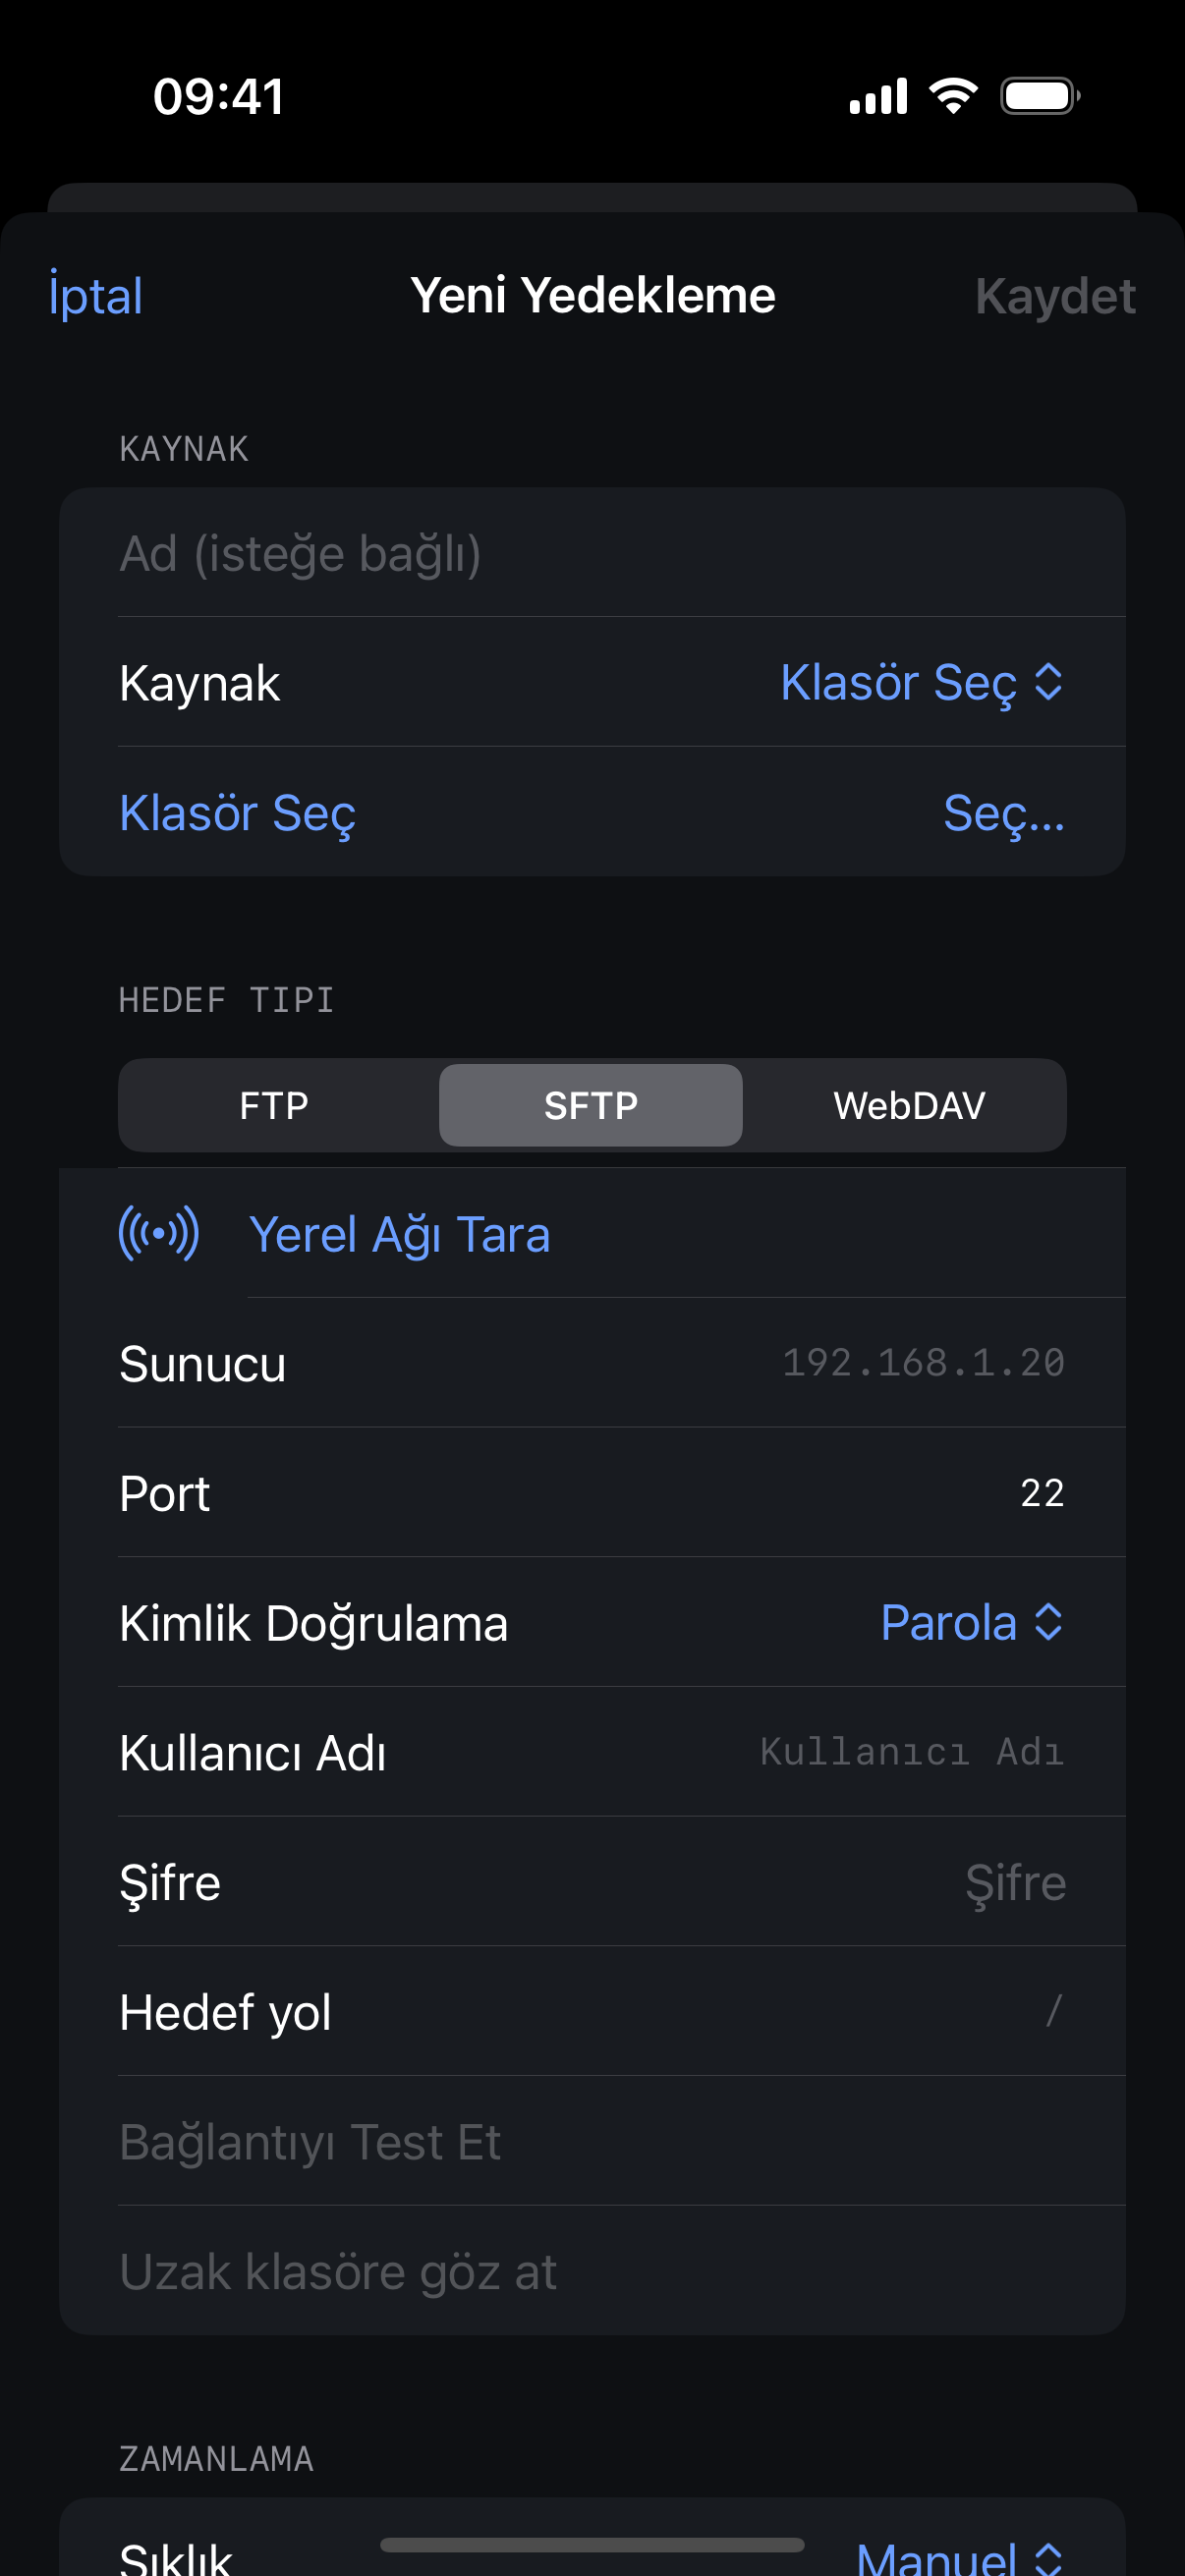 09:41
İptal
Yeni Yedekleme
Kaydet
KAYNAK
Ad (isteğe bağlı)
Kaynak
Klasör Seç
Klasör Seç
Seç...
HEDEF TIPI
FTP
SFTP
WebDAV
Yerel Ağı Tara
Sunucu
192.168.1.20
Port
22
Kimlik Doğrulama
Parola
Kullanıcı Adı
Kullanıcı Adı
Şifre
Şifre
Hedef yol
/
Bağlantıyı Test Et
Uzak klasöre göz at
ZAMANLAMA
Sıklık
Manuel